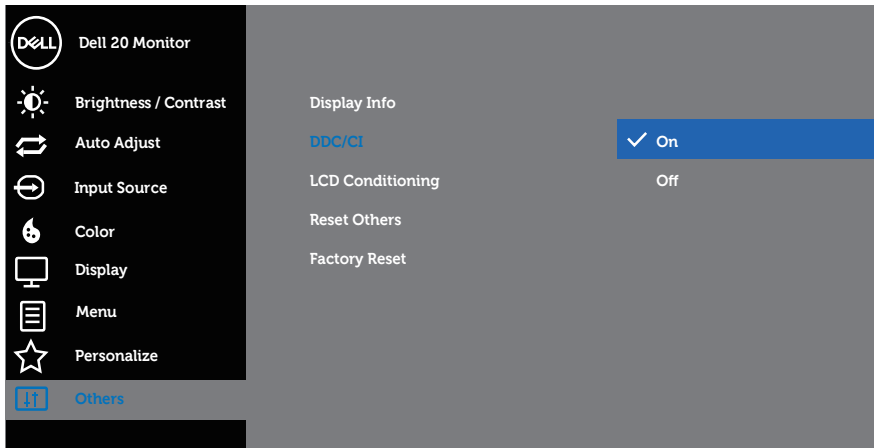 DELL
Dell 20 Monitor
Brightness / Contrast
Auto Adjust
Input Source
Color
Display
Menu
Personalize
Others
Display Info
DDC/CI
LCD Conditioning
Reset Others
Factory Reset
On
Off